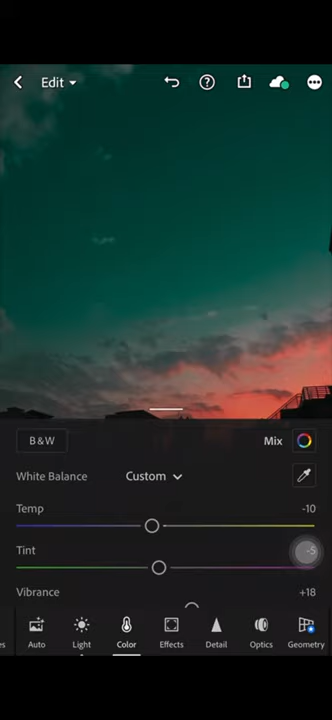 Edit
B&W Mix
White Balance Custom
Temp -10
Tint -5
Vibrance +18
es Auto Light Color Effects Detail Optics Geometry